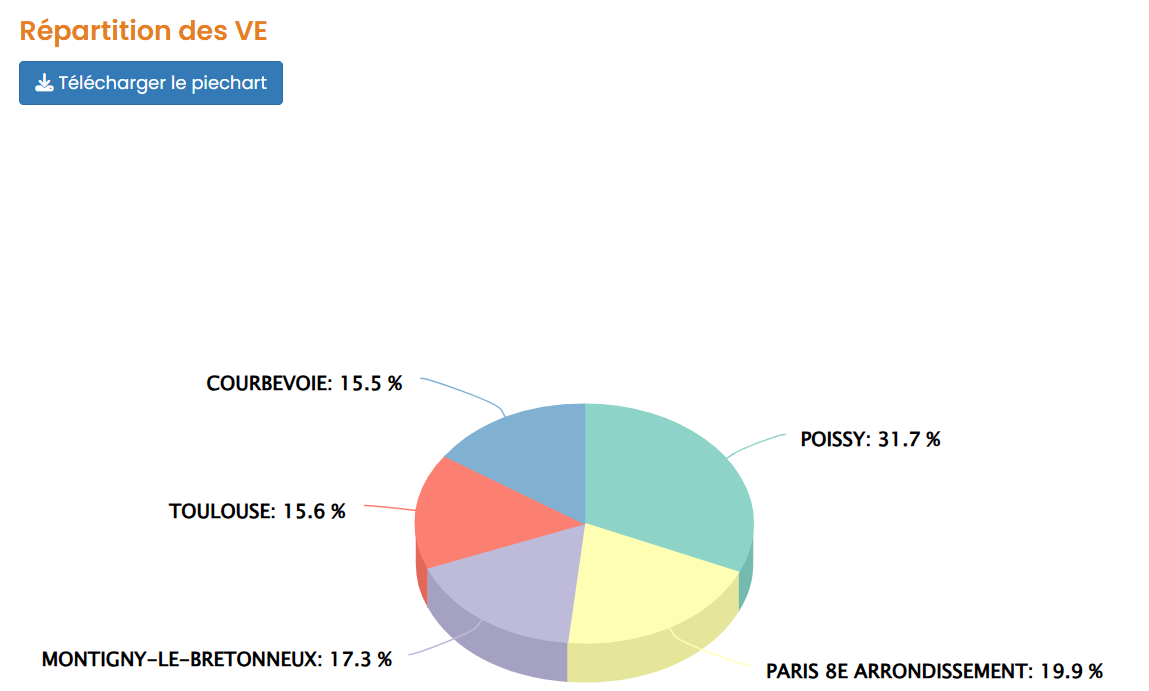 Répartition des VE
Télécharger le piechart
COURBEVOIE: 15.5 %
POISSY: 31.7 %
TOULOUSE: 15.6 %
MONTIGNY-LE-BRETONNEUX: 17.3 %
PARIS 8E ARRONDISSEMENT: 19.9 %